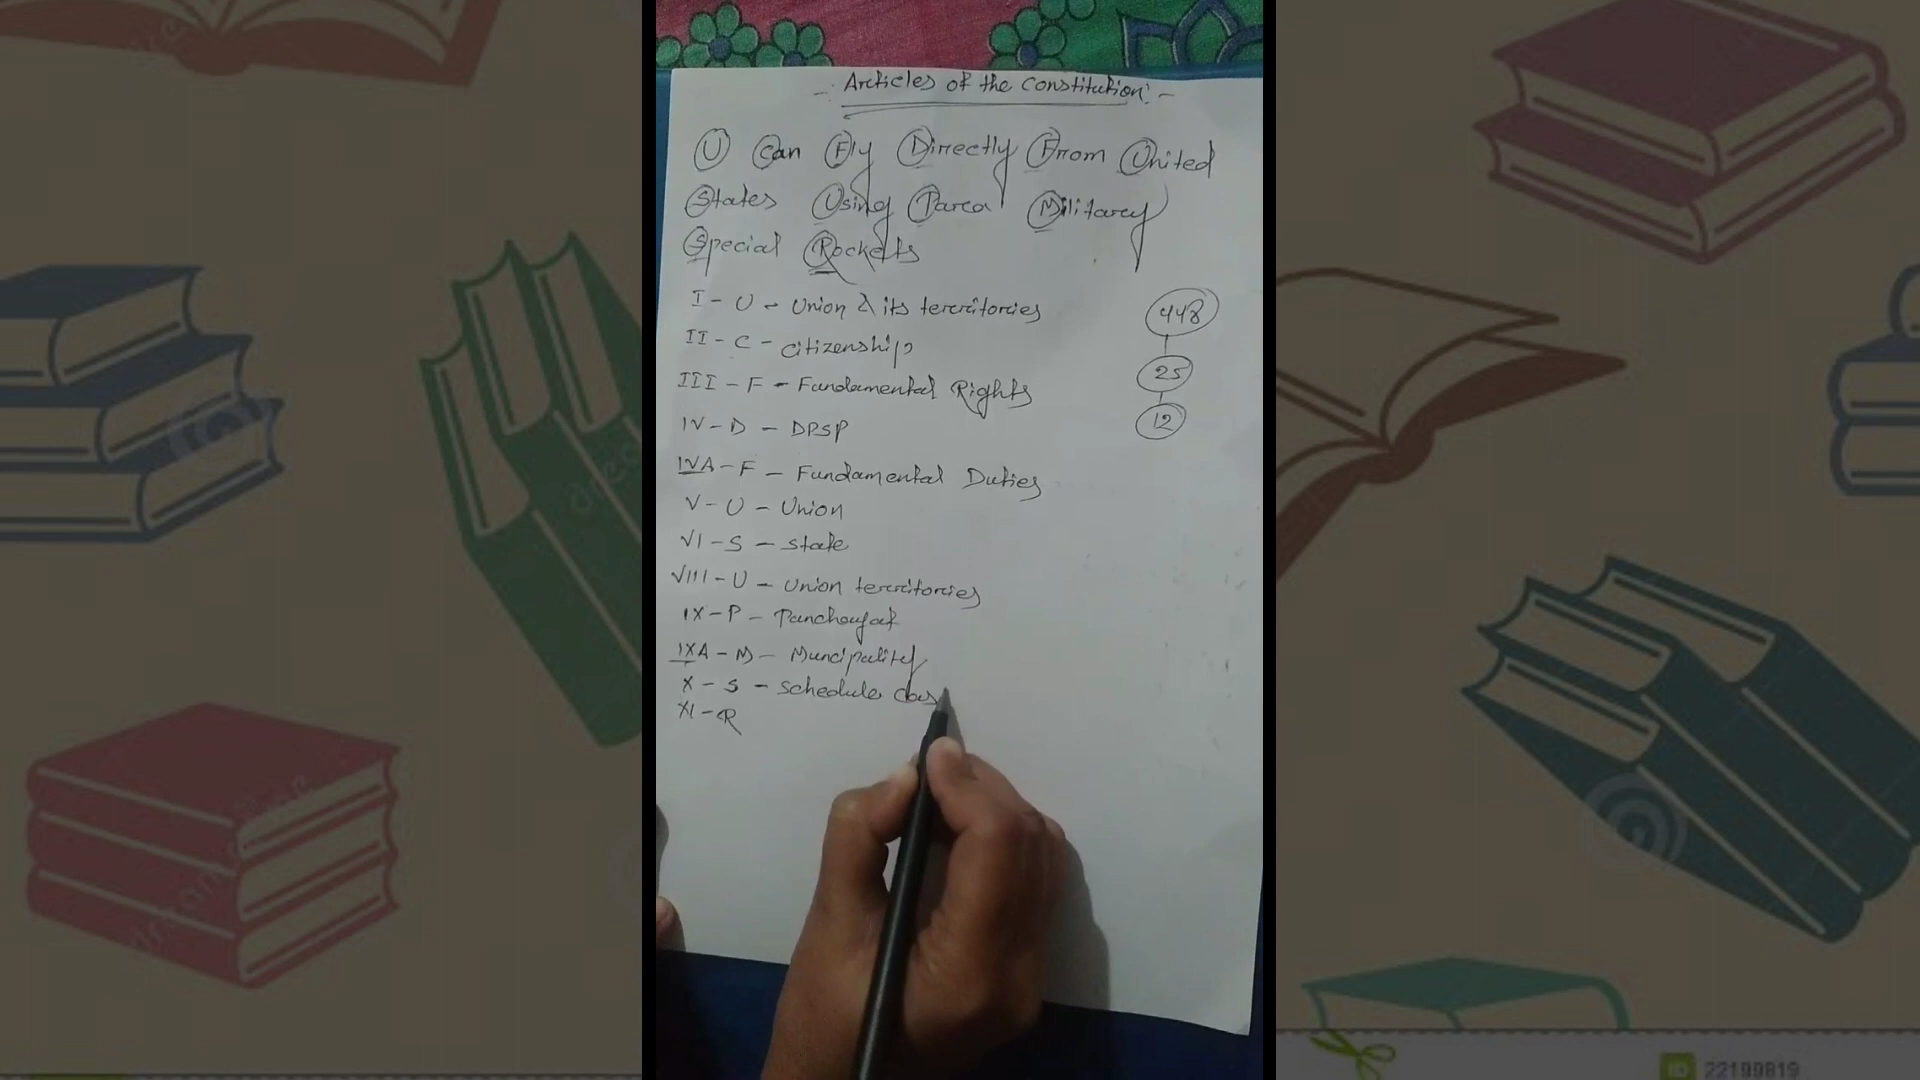 -: Articles of the constitution: -
U can Fly Directly From United
States Using Para Military
Special Rockets
I - U - Union & its territories
II - C - citizenship
III - F - Fundamental Rights
IV - D - DPSP
IVA - F - Fundamental Duties
V - U - Union
VI - S - State
VIII - U - Union territories
IX - P - Panchayat
IXA - M - Muncipality
X - S - Schedule
XI - R
448
25
12
22199819